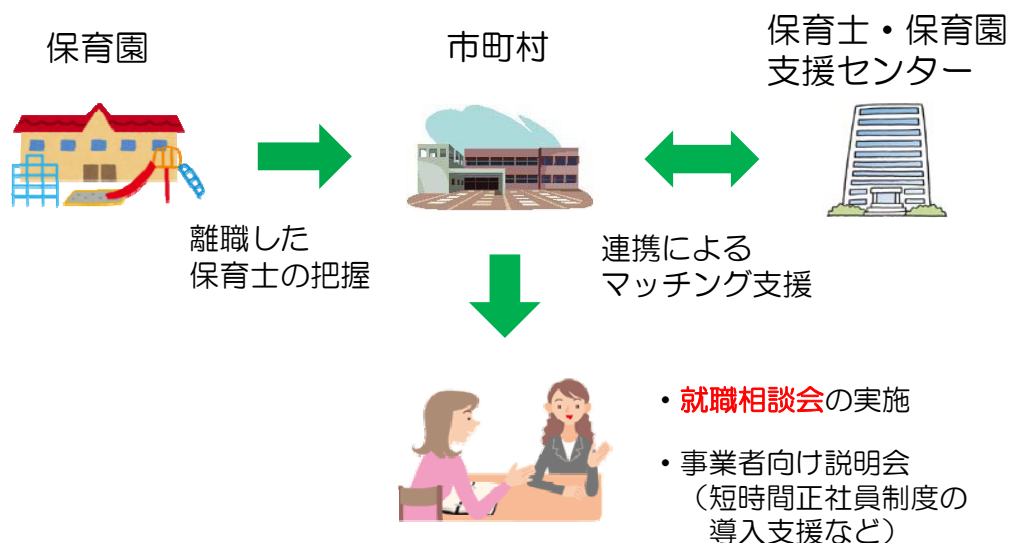 保育園
市町村
保育士・保育園
支援センター
離職した
保育士の把握
連携による
マッチング支援
・就職相談会の実施
・事業者向け説明会
（短時間正社員制度の
導入支援など）